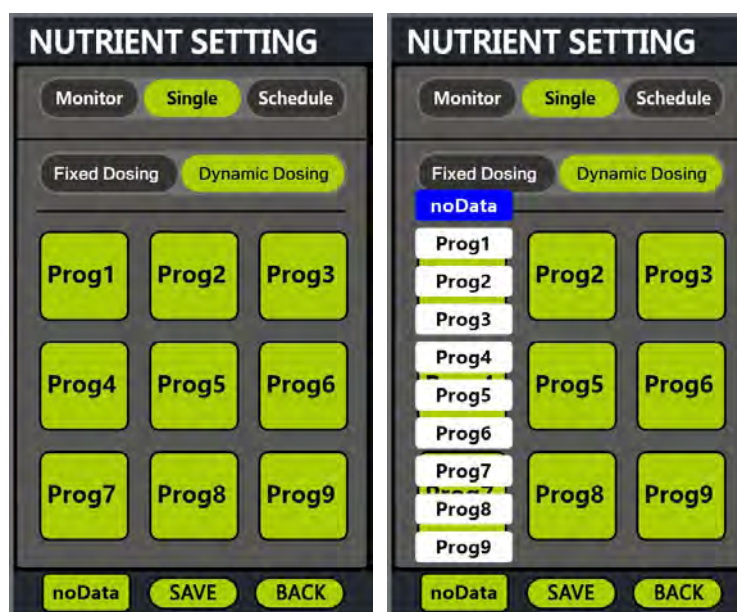 NUTRIENT SETTING
Monitor Single Schedule
Fixed Dosing Dynamic Dosing
Prog1 Prog2 Prog3
Prog4 Prog5 Prog6
Prog7 Prog8 Prog9
noData SAVE BACK
NUTRIENT SETTING
Monitor Single Schedule
Fixed Dosing Dynamic Dosing
noData
Prog1
Prog2
Prog3
Prog4
Prog5
Prog6
Prog7
Prog8
Prog9
Prog2 Prog3
Prog5 Prog6
Prog8 Prog9
noData SAVE BACK